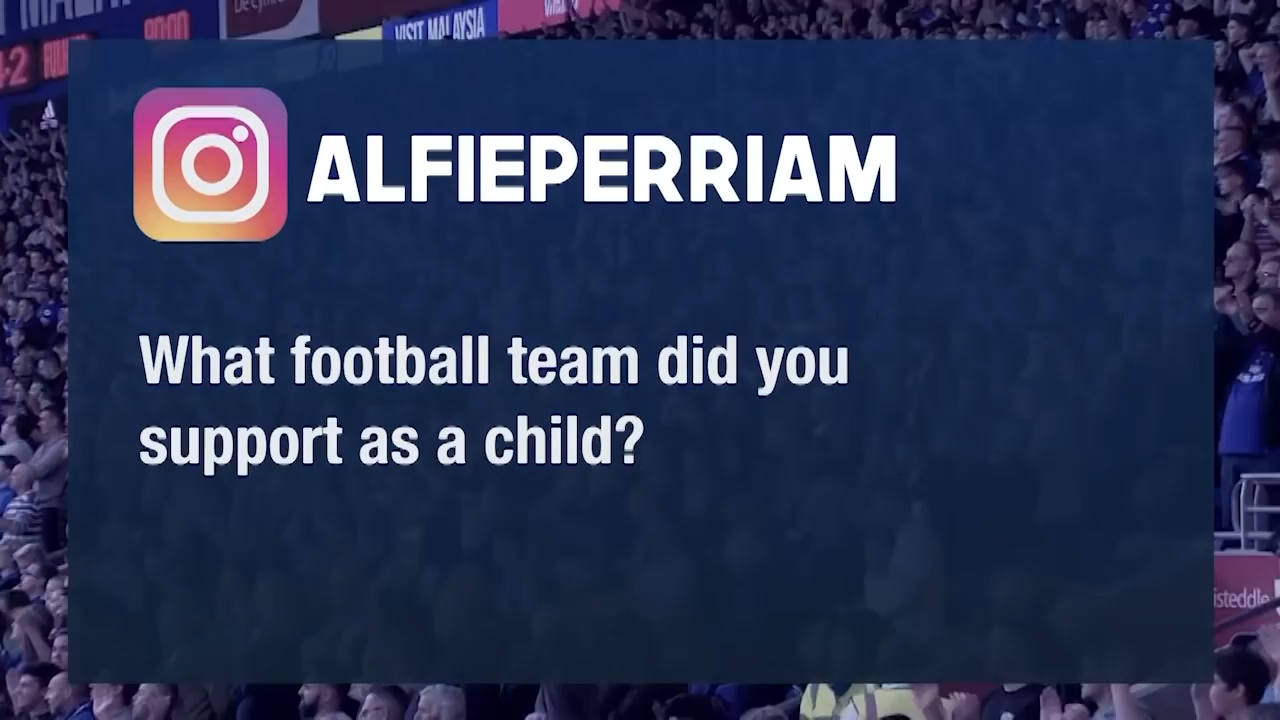 VISIT MALAYSIA
ALFIEPERRIAM
What football team did you
support as a child?